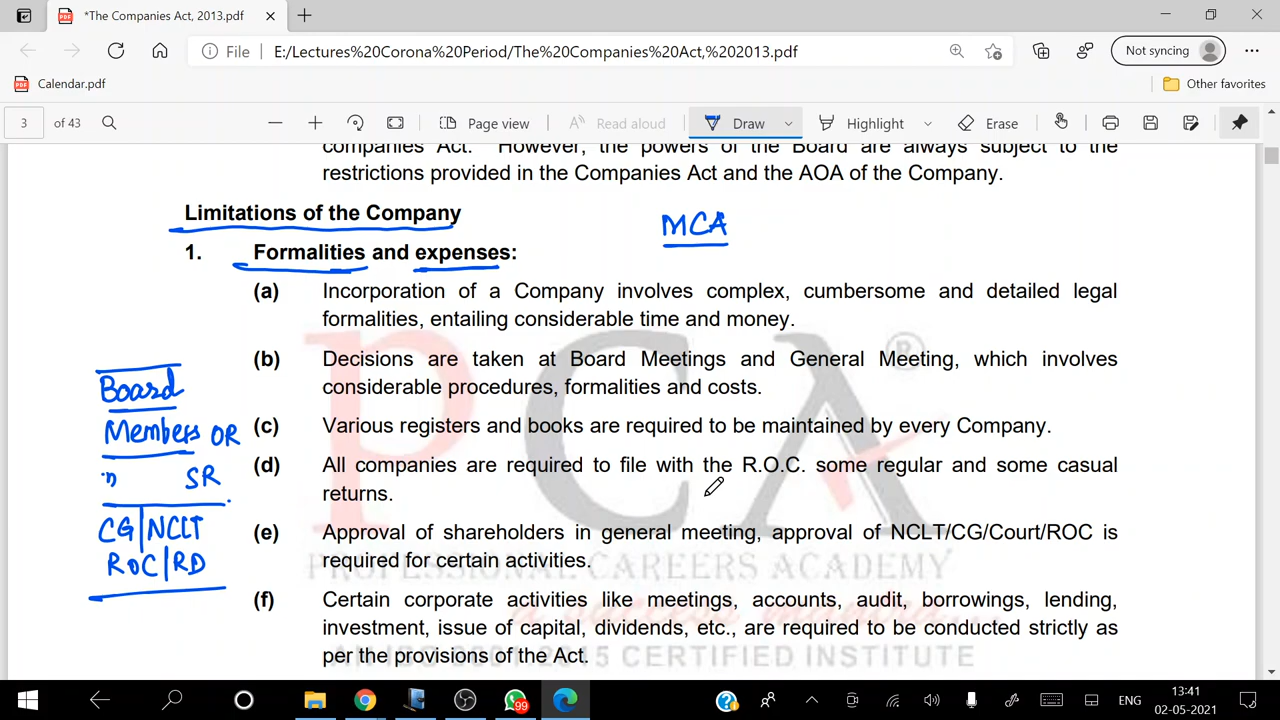 *The Companies Act, 2013.pdf
File E:/Lectures%20Corona%20Period/The%20Companies%20Act,%202013.pdf
Not syncing
Calendar.pdf
Other favorites
3 of 43
Page view
Read aloud
Draw
Highlight
Erase
companies Act. However, the powers of the Board are always subject to the
restrictions provided in the Companies Act and the AOA of the Company.
Limitations of the Company
MCA
1. Formalities and expenses:
(a) Incorporation of a Company involves complex, cumbersome and detailed legal
formalities, entailing considerable time and money.
(b) Decisions are taken at Board Meetings and General Meeting, which involves
considerable procedures, formalities and costs.
Board
Members OR
(c) Various registers and books are required to be maintained by every Company.
(d) All companies are required to file with the R.O.C. some regular and some casual
returns.
SR
CG|NCLT
ROC|RD
(e) Approval of shareholders in general meeting, approval of NCLT/CG/Court/ROC is
required for certain activities.
(f) Certain corporate activities like meetings, accounts, audit, borrowings, lending,
investment, issue of capital, dividends, etc., are required to be conducted strictly as
per the provisions of the Act.
PCA
®
PROFESSIONAL CAREERS ACADEMY
5 CERTIFIED INSTITUTE
99
ENG
13:41
02-05-2021